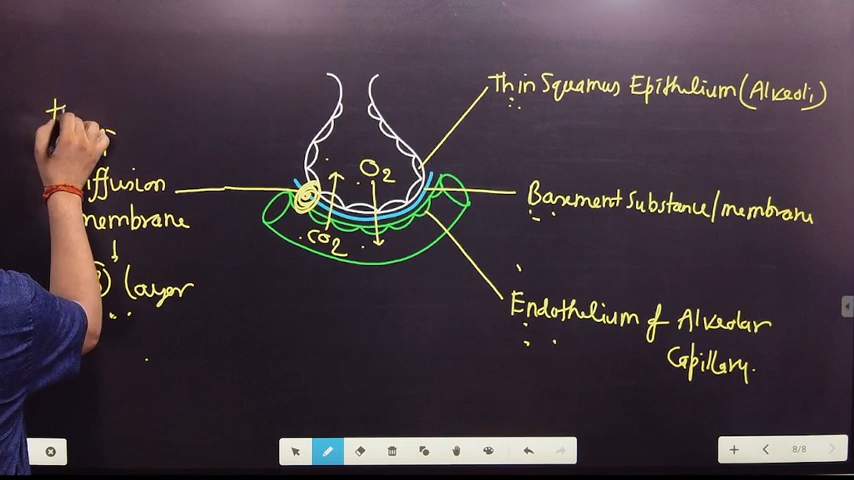 Thin Squamus Epithelium (Alveoli)
O2
iffusion
membrane
Basement Substance/membrane
CO2
layer
Endothelium of Alveolar
Capillary.
8/8